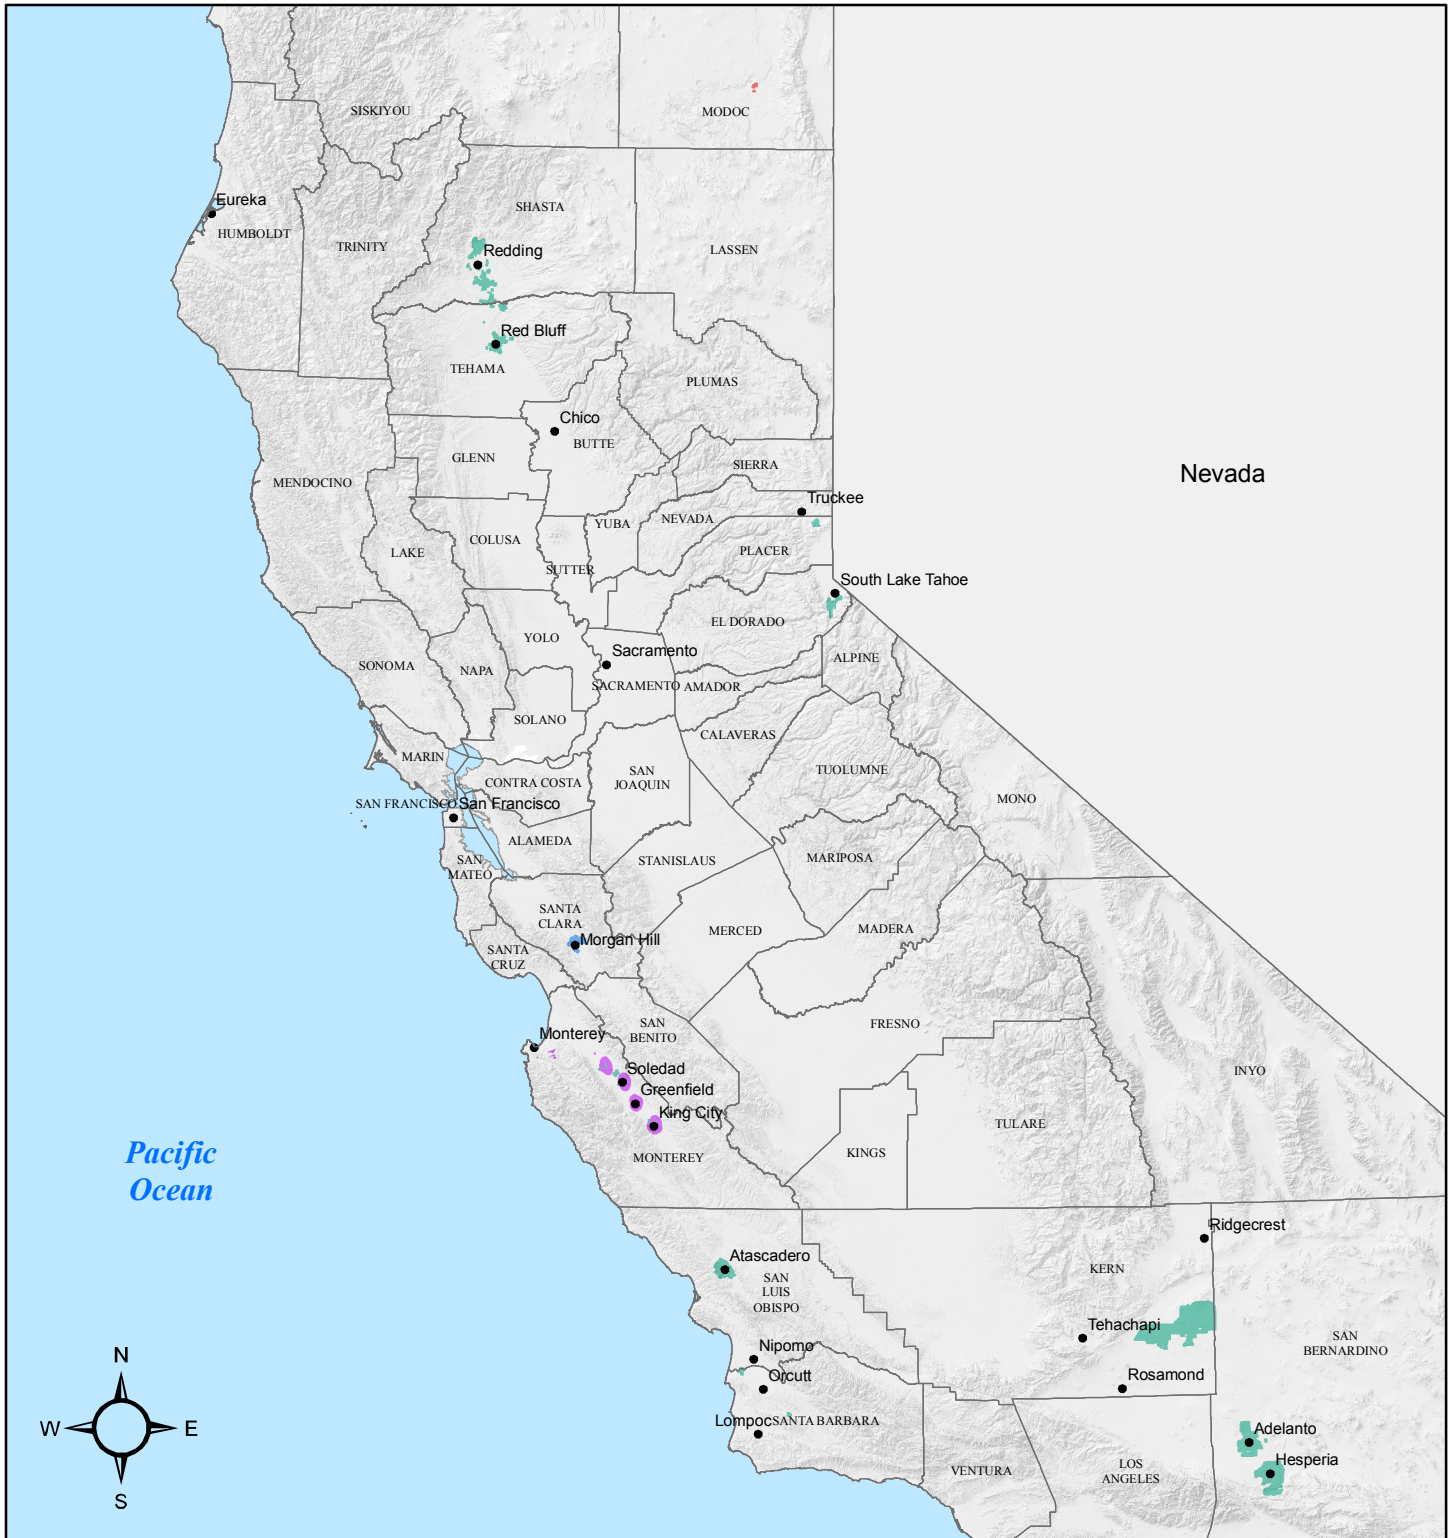 SISKIYOU
MODOC
Eureka
HUMBOLDT
TRINITY
SHASTA
Redding
LASSEN
Red Bluff
TEHAMA
PLUMAS
Chico
BUTTE
GLENN
SIERRA
Nevada
MENDOCINO
Truckee
NEVADA
YUBA
COLUSA
LAKE
PLACER
SUTTER
South Lake Tahoe
EL DORADO
YOLO
Sacramento
SONOMA
NAPA
ALPINE
SACRAMENTO
AMADOR
SOLANO
CALAVERAS
MARIN
SAN
JOAQUIN
TUOLUMNE
CONTRA COSTA
MONO
SAN FRANCISCO
San Francisco
ALAMEDA
STANISLAUS
MARIPOSA
SAN
MATEO
SANTA
CLARA
MERCED
MADERA
Morgan Hill
SANTA
CRUZ
FRESNO
SAN
BENITO
Monterey
Soledad
INYO
Greenfield
King City
TULARE
Pacific
Ocean
MONTEREY
KINGS
Ridgecrest
Atascadero
KERN
SAN
LUIS
OBISPO
Tehachapi
SAN
BERNARDINO
Nipomo
Orcutt
Rosamond
Lompoc
SANTA BARBARA
Adelanto
Hesperia
VENTURA
LOS
ANGELES
N
W
E
S